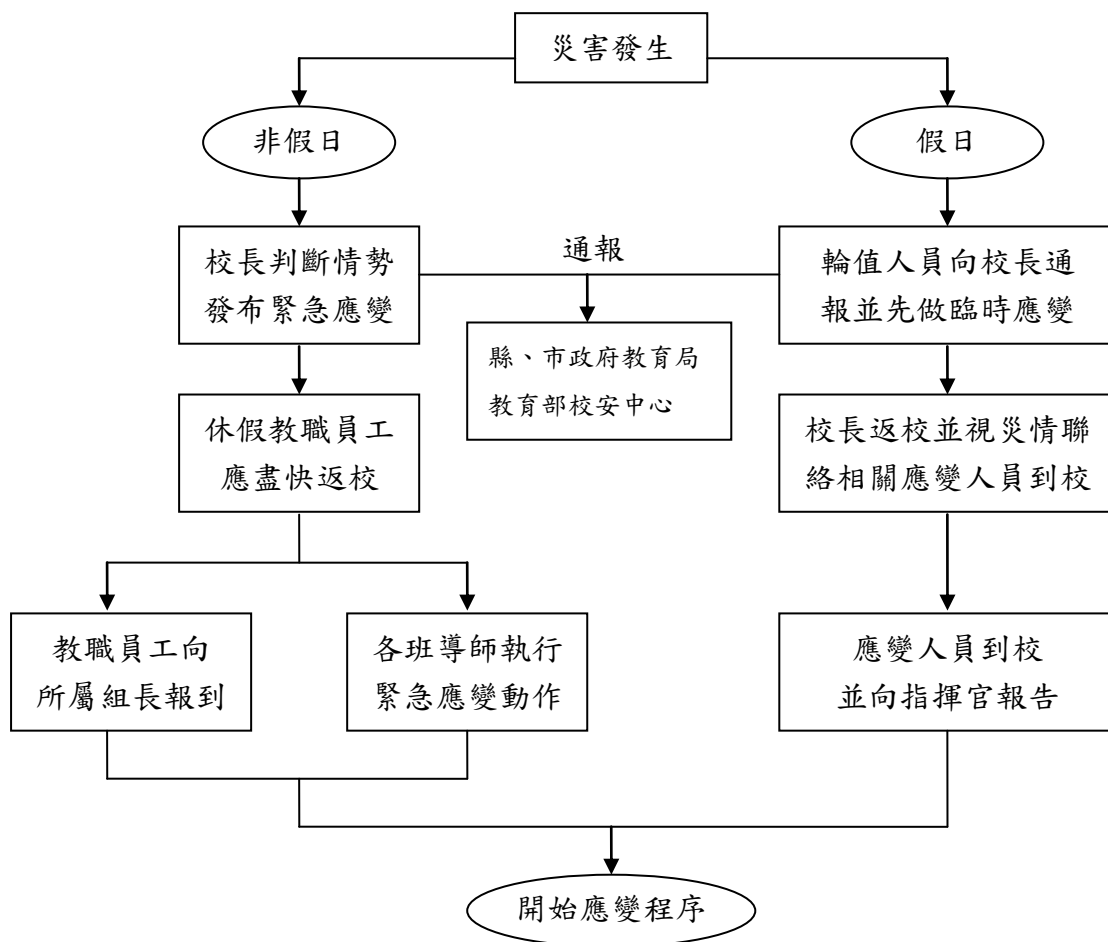 災害發生
非假日
假日
校長判斷情勢
發布緊急應變
通報
輪值人員向校長通
報並先做臨時應變
縣、市政府教育局
教育部校安中心
休假教職員工
應盡快返校
校長返校並視災情聯
絡相關應變人員到校
教職員工向
所屬組長報到
各班導師執行
緊急應變動作
應變人員到校
並向指揮官報告
開始應變程序